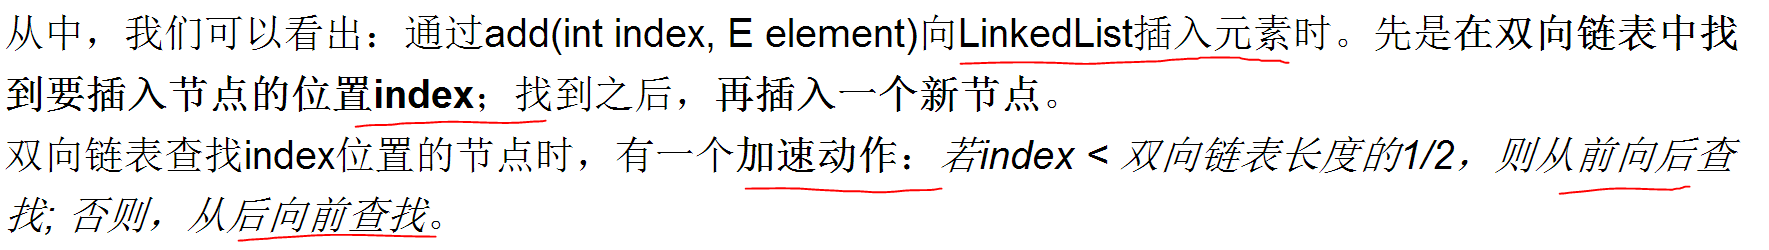 从中，我们可以看出：通过add(int index, E element)向LinkedList插入元素时。先是在双向链表中找
到要插入节点的位置index；找到之后，再插入一个新节点。
双向链表查找index位置的节点时，有一个加速动作：若index < 双向链表长度的1/2，则从前向后查
找; 否则，从后向前查找。